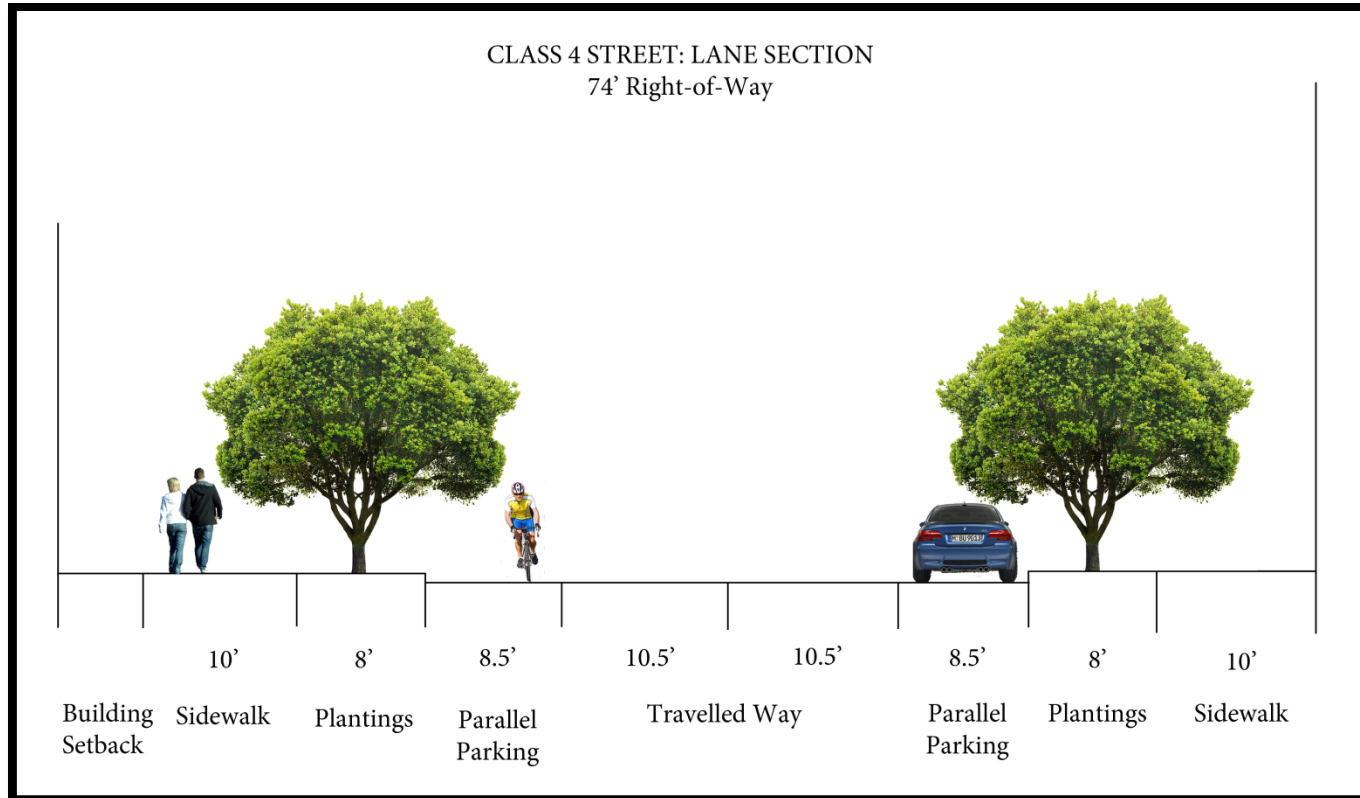 CLASS 4 STREET: LANE SECTION
74’ Right-of-Way
10’ 8’ 8.5’ 10.5’ 10.5’ 8.5’ 8’ 10’
Building Setback
Sidewalk
Plantings
Parallel Parking
Travelled Way
Parallel Parking
Plantings
Sidewalk